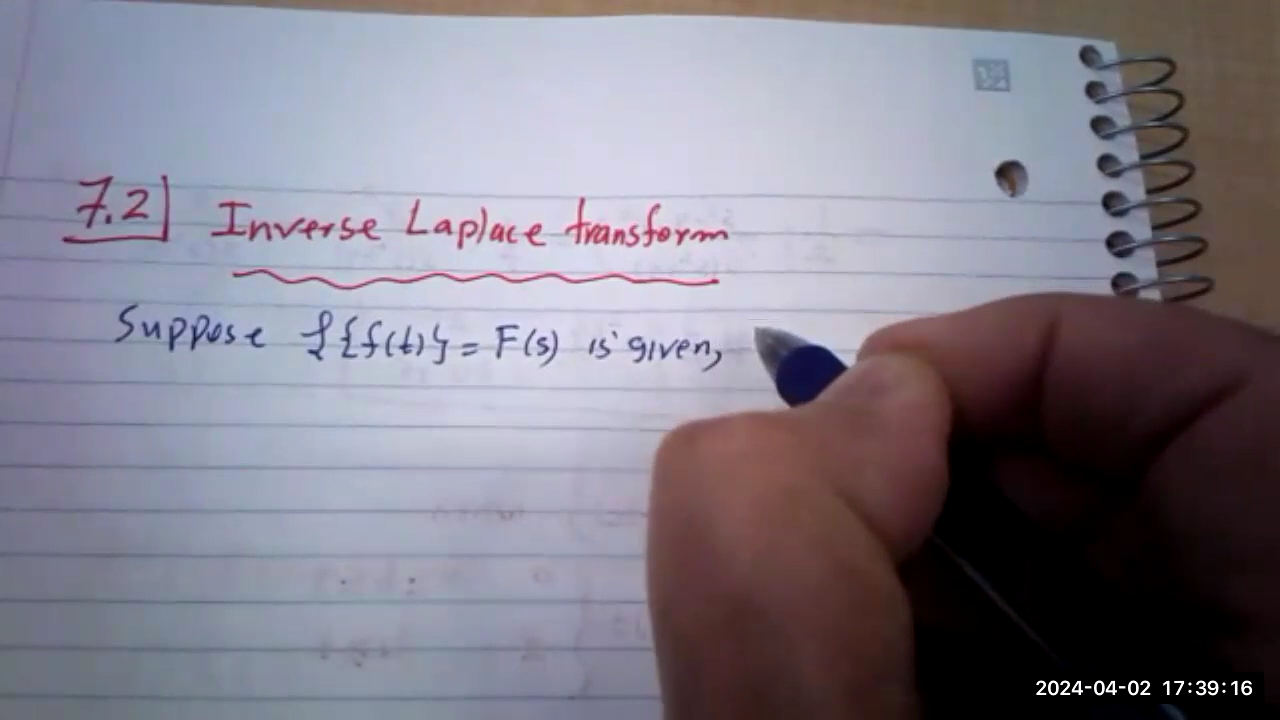 7.2 Inverse Laplace transform
Suppose ℒ{f(t)} = F(s) is given,
2024-04-02 17:39:16